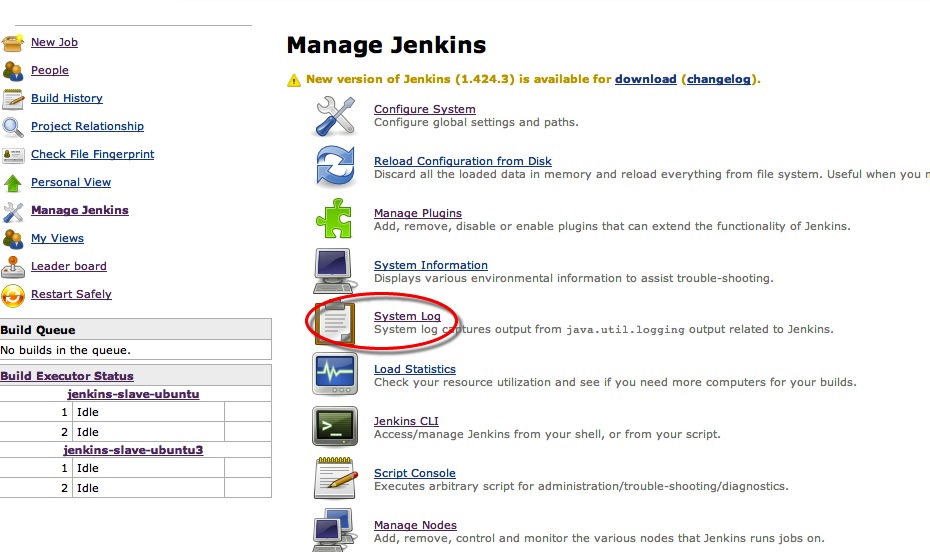 New Job
People
Build History
Project Relationship
Check File Fingerprint
Personal View
Manage Jenkins
My Views
Leader board
Restart Safely
Build Queue
No builds in the queue.
Build Executor Status
jenkins-slave-ubuntu
1 Idle
2 Idle
jenkins-slave-ubuntu3
1 Idle
2 Idle
Manage Jenkins
New version of Jenkins (1.424.3) is available for download (changelog).
Configure System
Configure global settings and paths.
Reload Configuration from Disk
Discard all the loaded data in memory and reload everything from file system. Useful when you
Manage Plugins
Add, remove, disable or enable plugins that can extend the functionality of Jenkins.
System Information
Displays various environmental information to assist trouble-shooting.
System Log
System log captures output from java.util.logging output related to Jenkins.
Load Statistics
Check your resource utilization and see if you need more computers for your builds.
Jenkins CLI
Access/manage Jenkins from your shell, or from your script.
Script Console
Executes arbitrary script for administration/trouble-shooting/diagnostics.
Manage Nodes
Add, remove, control and monitor the various nodes that Jenkins runs jobs on.